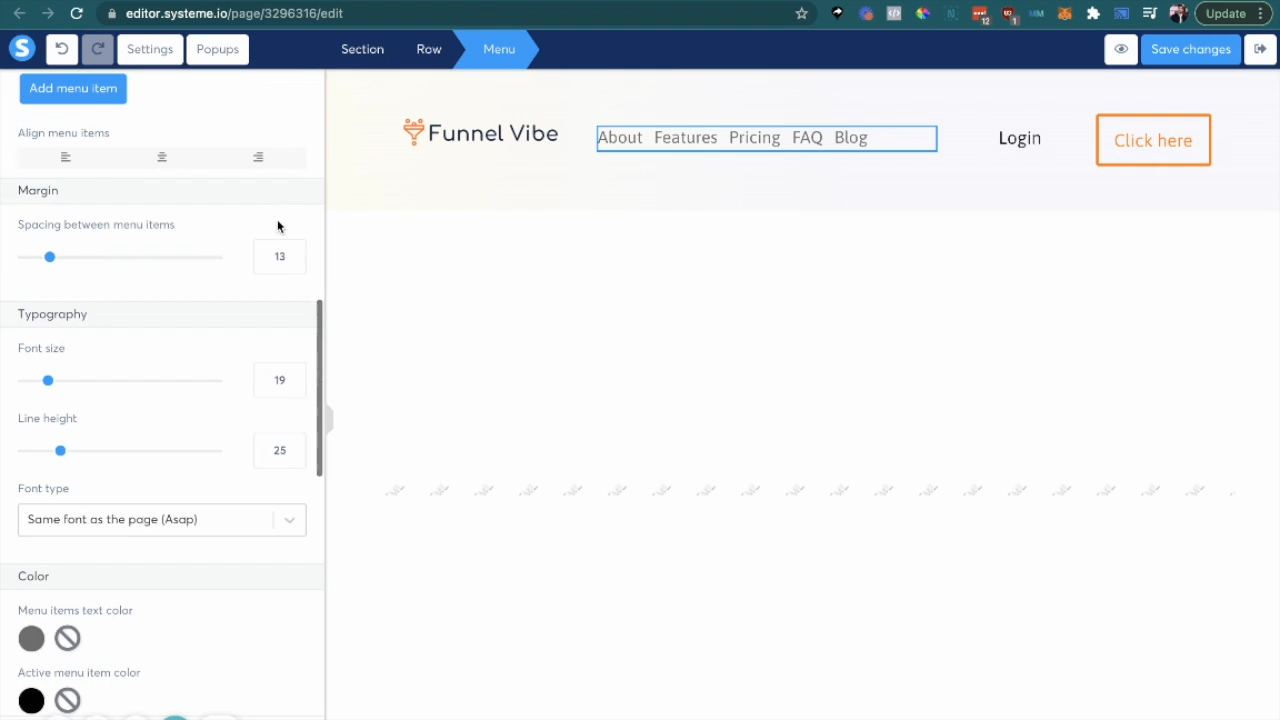 editor.systeme.io/page/3296316/edit
12
1
MM
Update
S
Settings
Popups
Section
Row
Menu
Save changes
Add menu item
Align menu items
Margin
Spacing between menu items
13
Typography
Font size
19
Line height
25
Font type
Same font as the page (Asap)
Color
Menu items text color
Active menu item color
Funnel Vibe
About Features Pricing FAQ Blog
Login
Click here